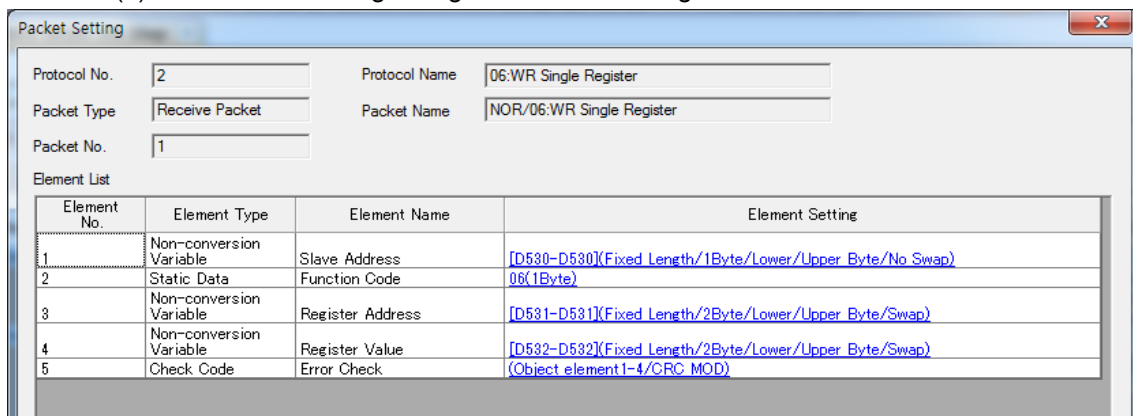 Packet Setting
Protocol No. 2 Protocol Name 06:WR Single Register
Packet Type Receive Packet Packet Name NOR/06:WR Single Register
Packet No. 1
Element List
Element No. Element Type Element Name Element Setting
1 Non-conversion Variable Slave Address [D530-D530](Fixed Length/1Byte/Lower/Upper Byte/No Swap)
2 Static Data Function Code 06(1Byte)
3 Non-conversion Variable Register Address [D531-D531](Fixed Length/2Byte/Lower/Upper Byte/Swap)
4 Non-conversion Variable Register Value [D532-D532](Fixed Length/2Byte/Lower/Upper Byte/Swap)
5 Check Code Error Check (Object element1-4/CRC MOD)